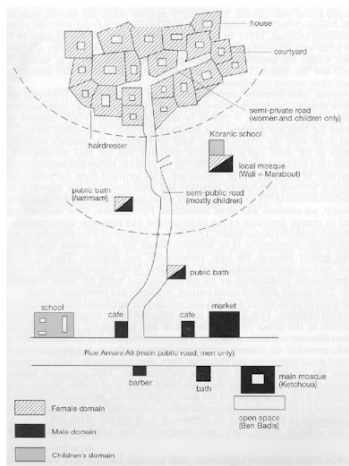 house
courtyard
semi-private road
(women and children only)
hairdresser
Koranic school
local mosque
(Wali = Marabout)
public bath
(hammam)
semi-public road
(mostly children)
public bath
school
cafe
cafe
market
Rue Amara Ali (main public road, men only)
barber
bath
main mosque
(Ketchoua)
open space
(Ben Badis)
Female domain
Male domain
Children's domain